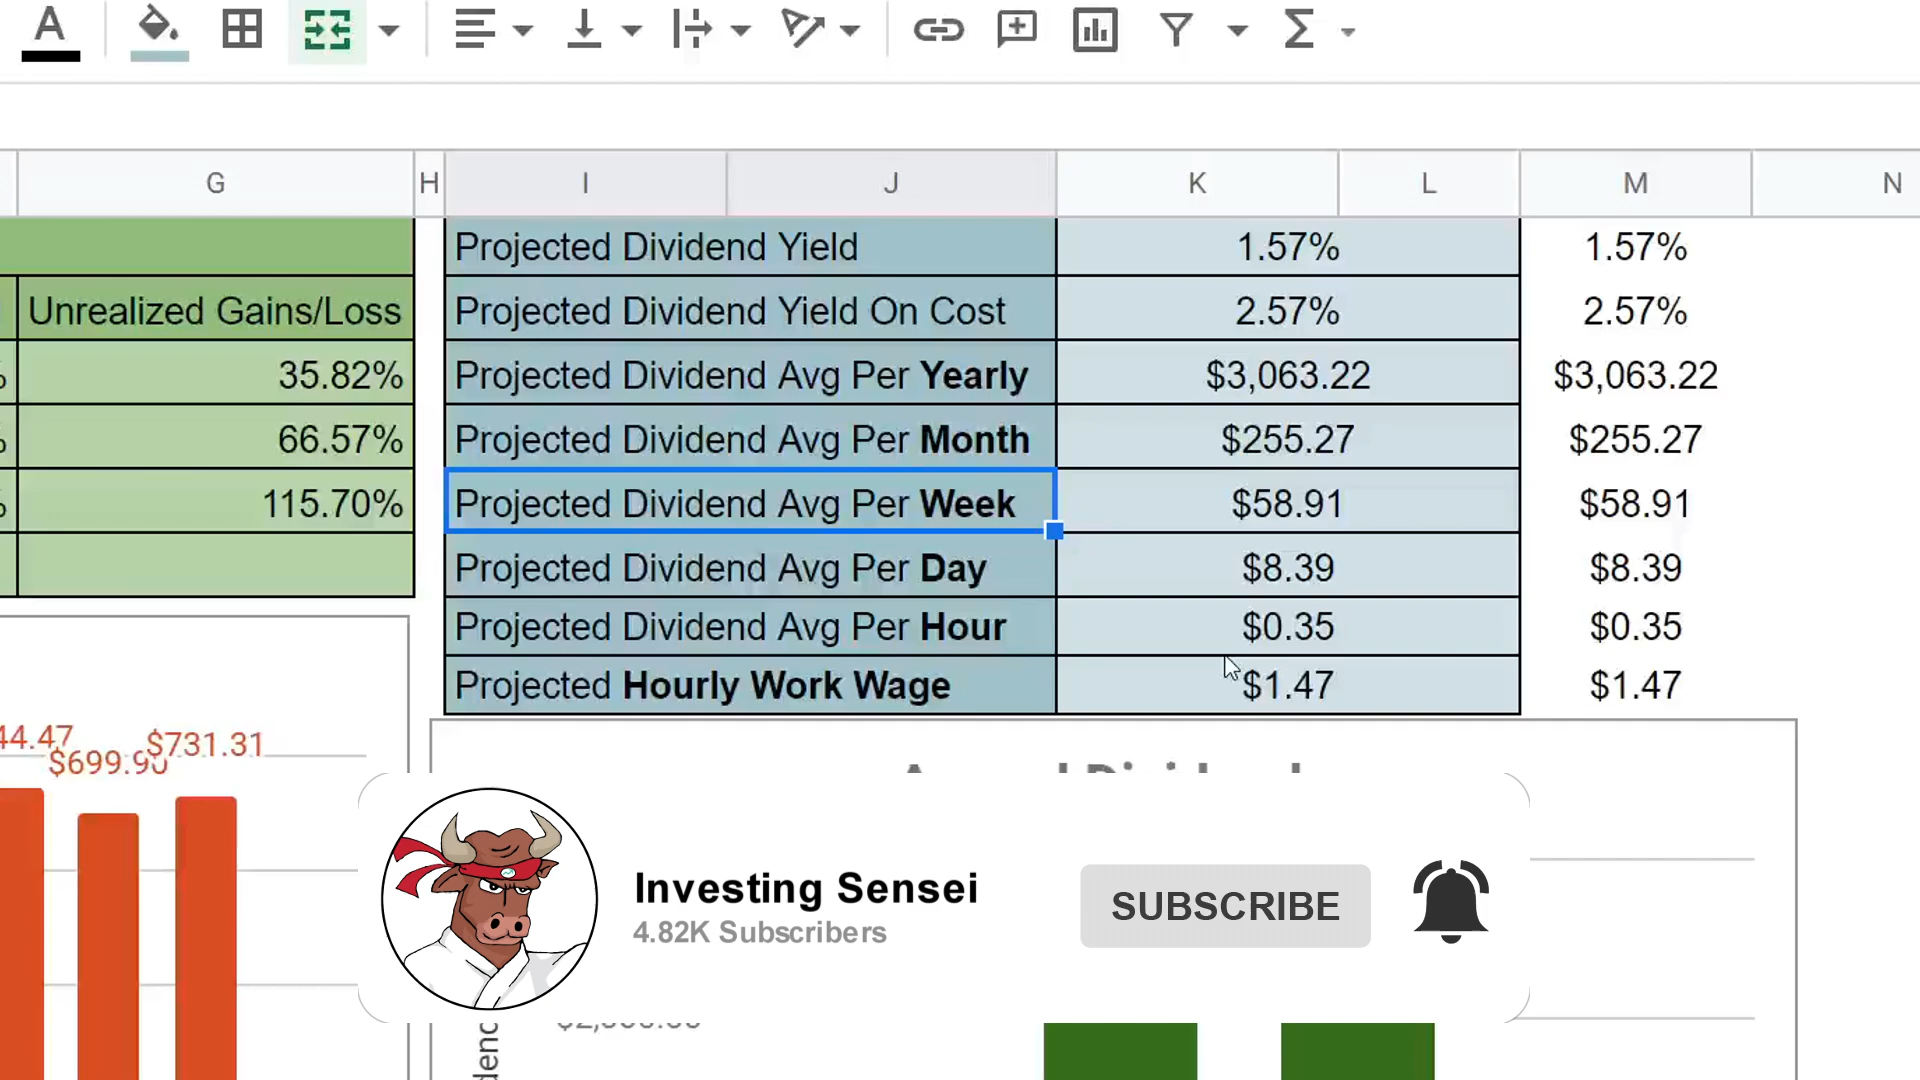 A
G H I J K L M N
Projected Dividend Yield 1.57% 1.57%
Unrealized Gains/Loss Projected Dividend Yield On Cost 2.57% 2.57%
35.82% Projected Dividend Avg Per Yearly $3,063.22 $3,063.22
66.57% Projected Dividend Avg Per Month $255.27 $255.27
115.70% Projected Dividend Avg Per Week $58.91 $58.91
Projected Dividend Avg Per Day $8.39 $8.39
Projected Dividend Avg Per Hour $0.35 $0.35
Projected Hourly Work Wage $1.47 $1.47
44.47 $699.90 $731.31
Investing Sensei
4.82K Subscribers
SUBSCRIBE